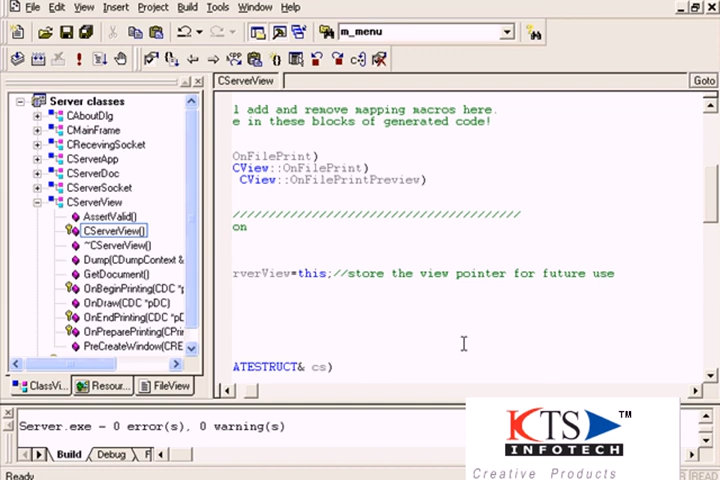 File Edit View Insert Project Build Tools Window Help
m_menu
CServerView
Goto
Server classes
CAboutDlg
CMainFrame
CRecevingSocket
CServerApp
CServerDoc
CServerSocket
CServerView
AssertValid()
CServerView()
~CServerView()
Dump(CDumpContext &
GetDocument()
OnBeginPrinting(CDC *p
OnDraw(CDC *pDC)
OnEndPrinting(CDC *pD
OnPreparePrinting(CPrin
PreCreateWindow(CRE
ClassVi... Resour... FileView
l add and remove mapping macros here.
e in these blocks of generated code!
OnFilePrint)
CView::OnFilePrint)
CView::OnFilePrintPreview)
////////////////////////////////////////
on
rverView=this;//store the view pointer for future use
ATESTRUCT& cs)
Server.exe - 0 error(s), 0 warning(s)
Build Debug F
Ready
KTS TM
INFOTECH
Creative Products